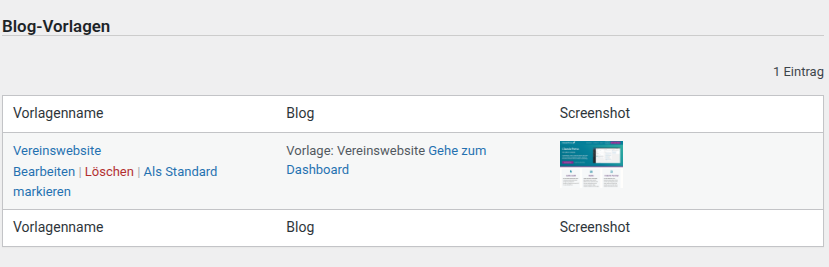 Blog-Vorlagen
1 Eintrag
Vorlagenname Blog Screenshot
Vereinswebsite
Bearbeiten | Löschen | Als Standard
markieren
Vorlage: Vereinswebsite Gehe zum
Dashboard
Vorlagenname Blog Screenshot